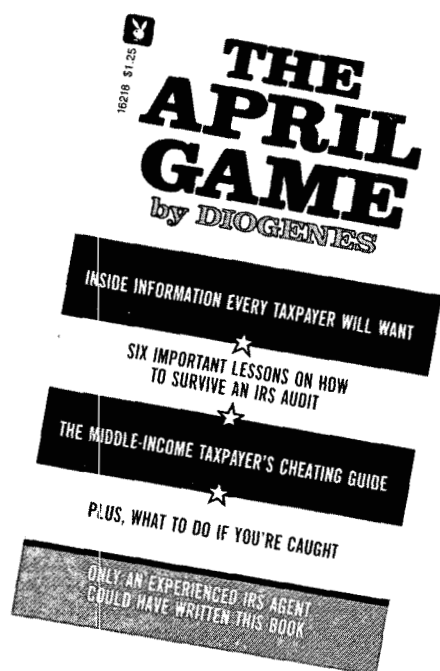 16218 $1.25
THE
APRIL
GAME
by DIOGENES
INSIDE INFORMATION EVERY TAXPAYER WILL WANT
SIX IMPORTANT LESSONS ON HOW
TO SURVIVE AN IRS AUDIT
THE MIDDLE-INCOME TAXPAYER'S CHEATING GUIDE
PLUS, WHAT TO DO IF YOU'RE CAUGHT
ONLY AN EXPERIENCED IRS AGENT
COULD HAVE WRITTEN THIS BOOK